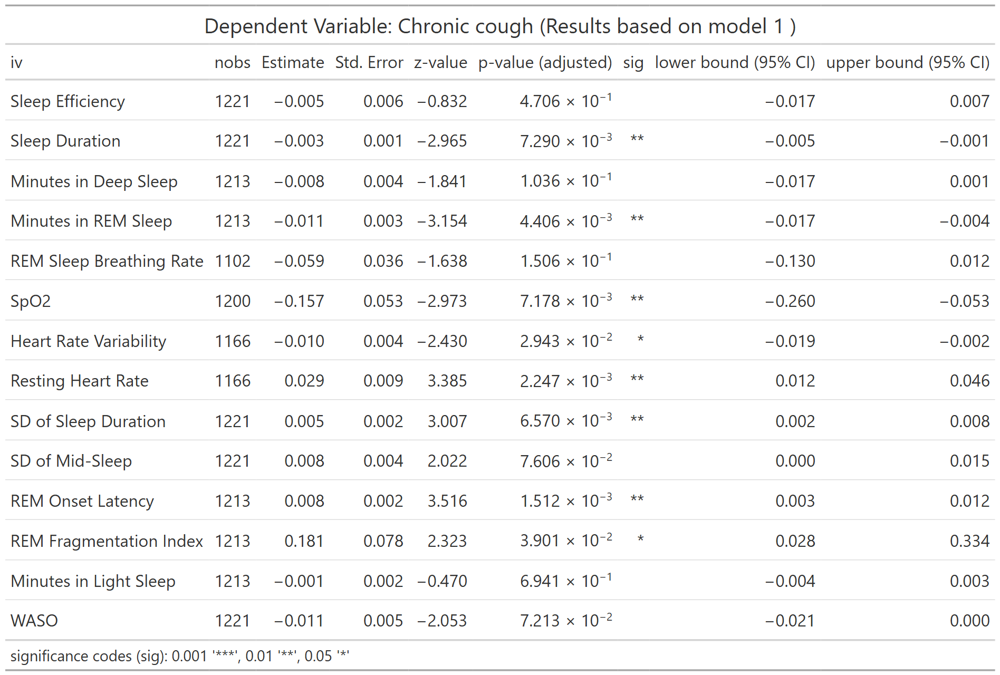 Dependent Variable: Chronic cough (Results based on model 1 )
iv nobs Estimate Std. Error z-value p-value (adjusted) sig lower bound (95% CI) upper bound (95% CI)
Sleep Efficiency 1221 −0.005 0.006 −0.832 4.706 × 10⁻¹ −0.017 0.007
Sleep Duration 1221 −0.003 0.001 −2.965 7.290 × 10⁻³ ** −0.005 −0.001
Minutes in Deep Sleep 1213 −0.008 0.004 −1.841 1.036 × 10⁻¹ −0.017 0.001
Minutes in REM Sleep 1213 −0.011 0.003 −3.154 4.406 × 10⁻³ ** −0.017 −0.004
REM Sleep Breathing Rate 1102 −0.059 0.036 −1.638 1.506 × 10⁻¹ −0.130 0.012
SpO2 1200 −0.157 0.053 −2.973 7.178 × 10⁻³ ** −0.260 −0.053
Heart Rate Variability 1166 −0.010 0.004 −2.430 2.943 × 10⁻² * −0.019 −0.002
Resting Heart Rate 1166 0.029 0.009 3.385 2.247 × 10⁻³ ** 0.012 0.046
SD of Sleep Duration 1221 0.005 0.002 3.007 6.570 × 10⁻³ ** 0.002 0.008
SD of Mid-Sleep 1221 0.008 0.004 2.022 7.606 × 10⁻² 0.000 0.015
REM Onset Latency 1213 0.008 0.002 3.516 1.512 × 10⁻³ ** 0.003 0.012
REM Fragmentation Index 1213 0.181 0.078 2.323 3.901 × 10⁻² * 0.028 0.334
Minutes in Light Sleep 1213 −0.001 0.002 −0.470 6.941 × 10⁻¹ −0.004 0.003
WASO 1221 −0.011 0.005 −2.053 7.213 × 10⁻² −0.021 0.000
significance codes (sig): 0.001 '***', 0.01 '**', 0.05 '*'